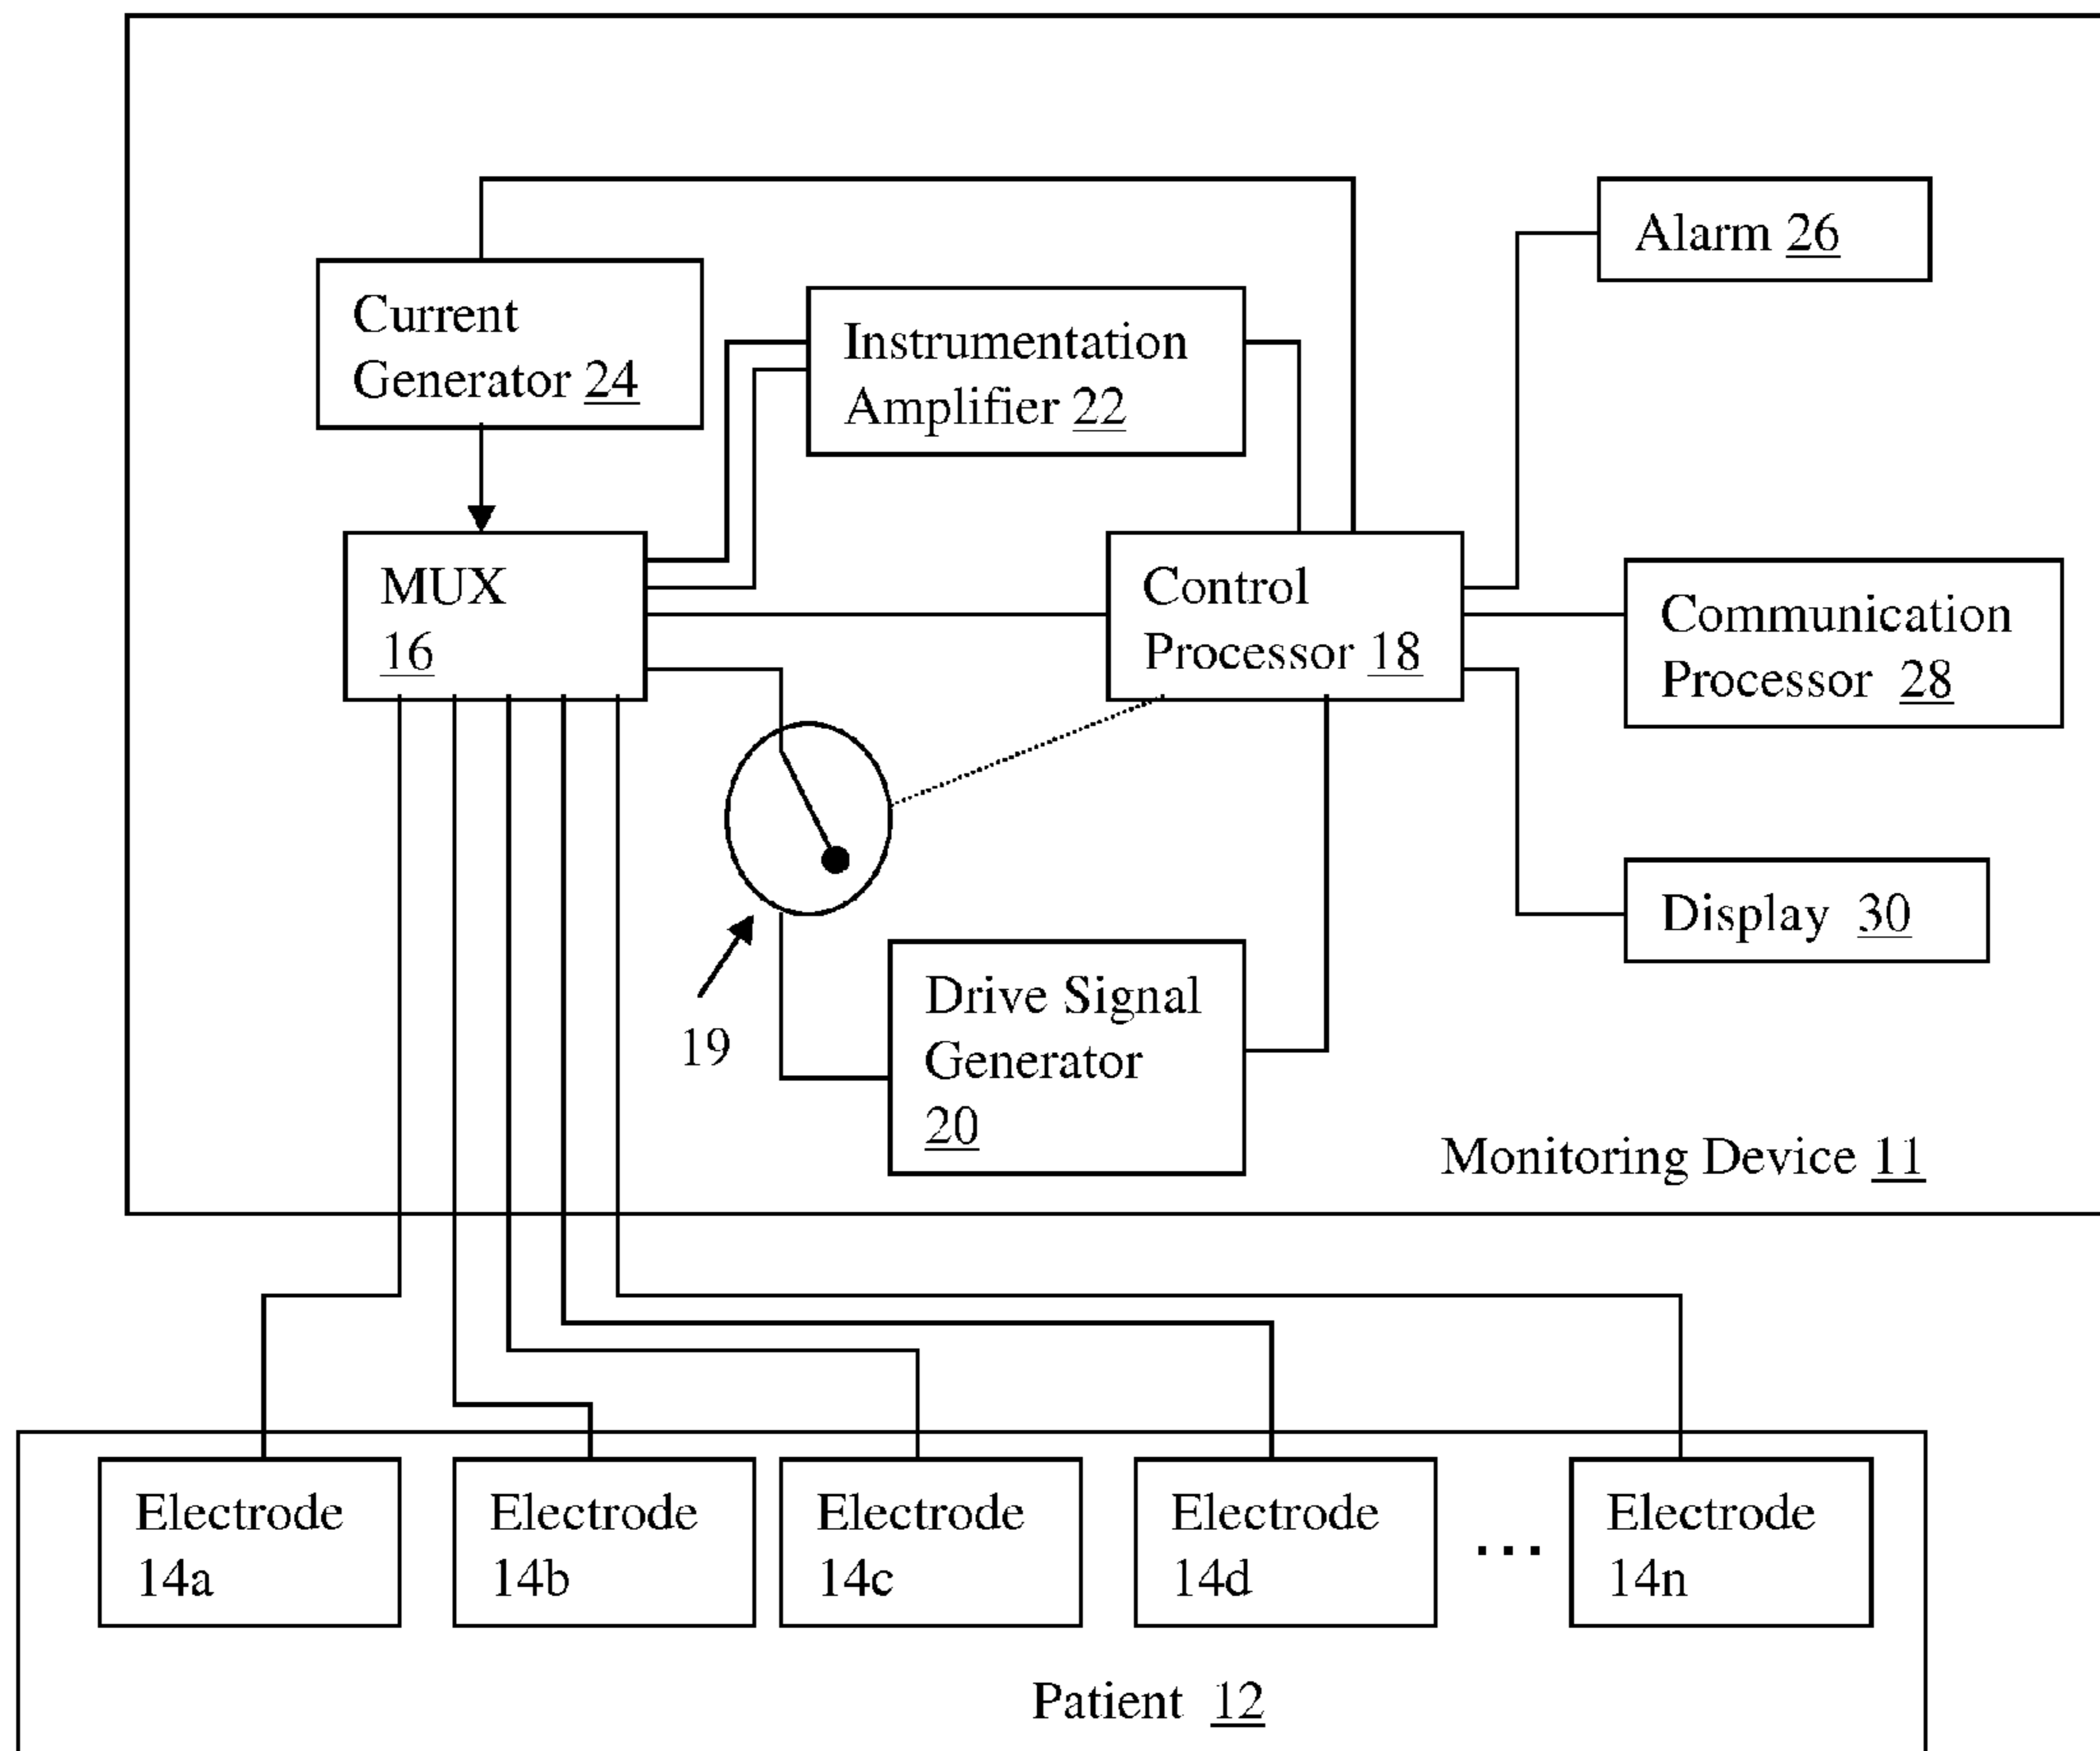 Alarm 26
Current
Generator 24
Instrumentation
Amplifier 22
MUX
16
Control
Processor 18
Communication
Processor 28
Display 30
19
Drive Signal
Generator
20
Monitoring Device 11
Electrode
14a
Electrode
14b
Electrode
14c
Electrode
14d
...
Electrode
14n
Patient 12